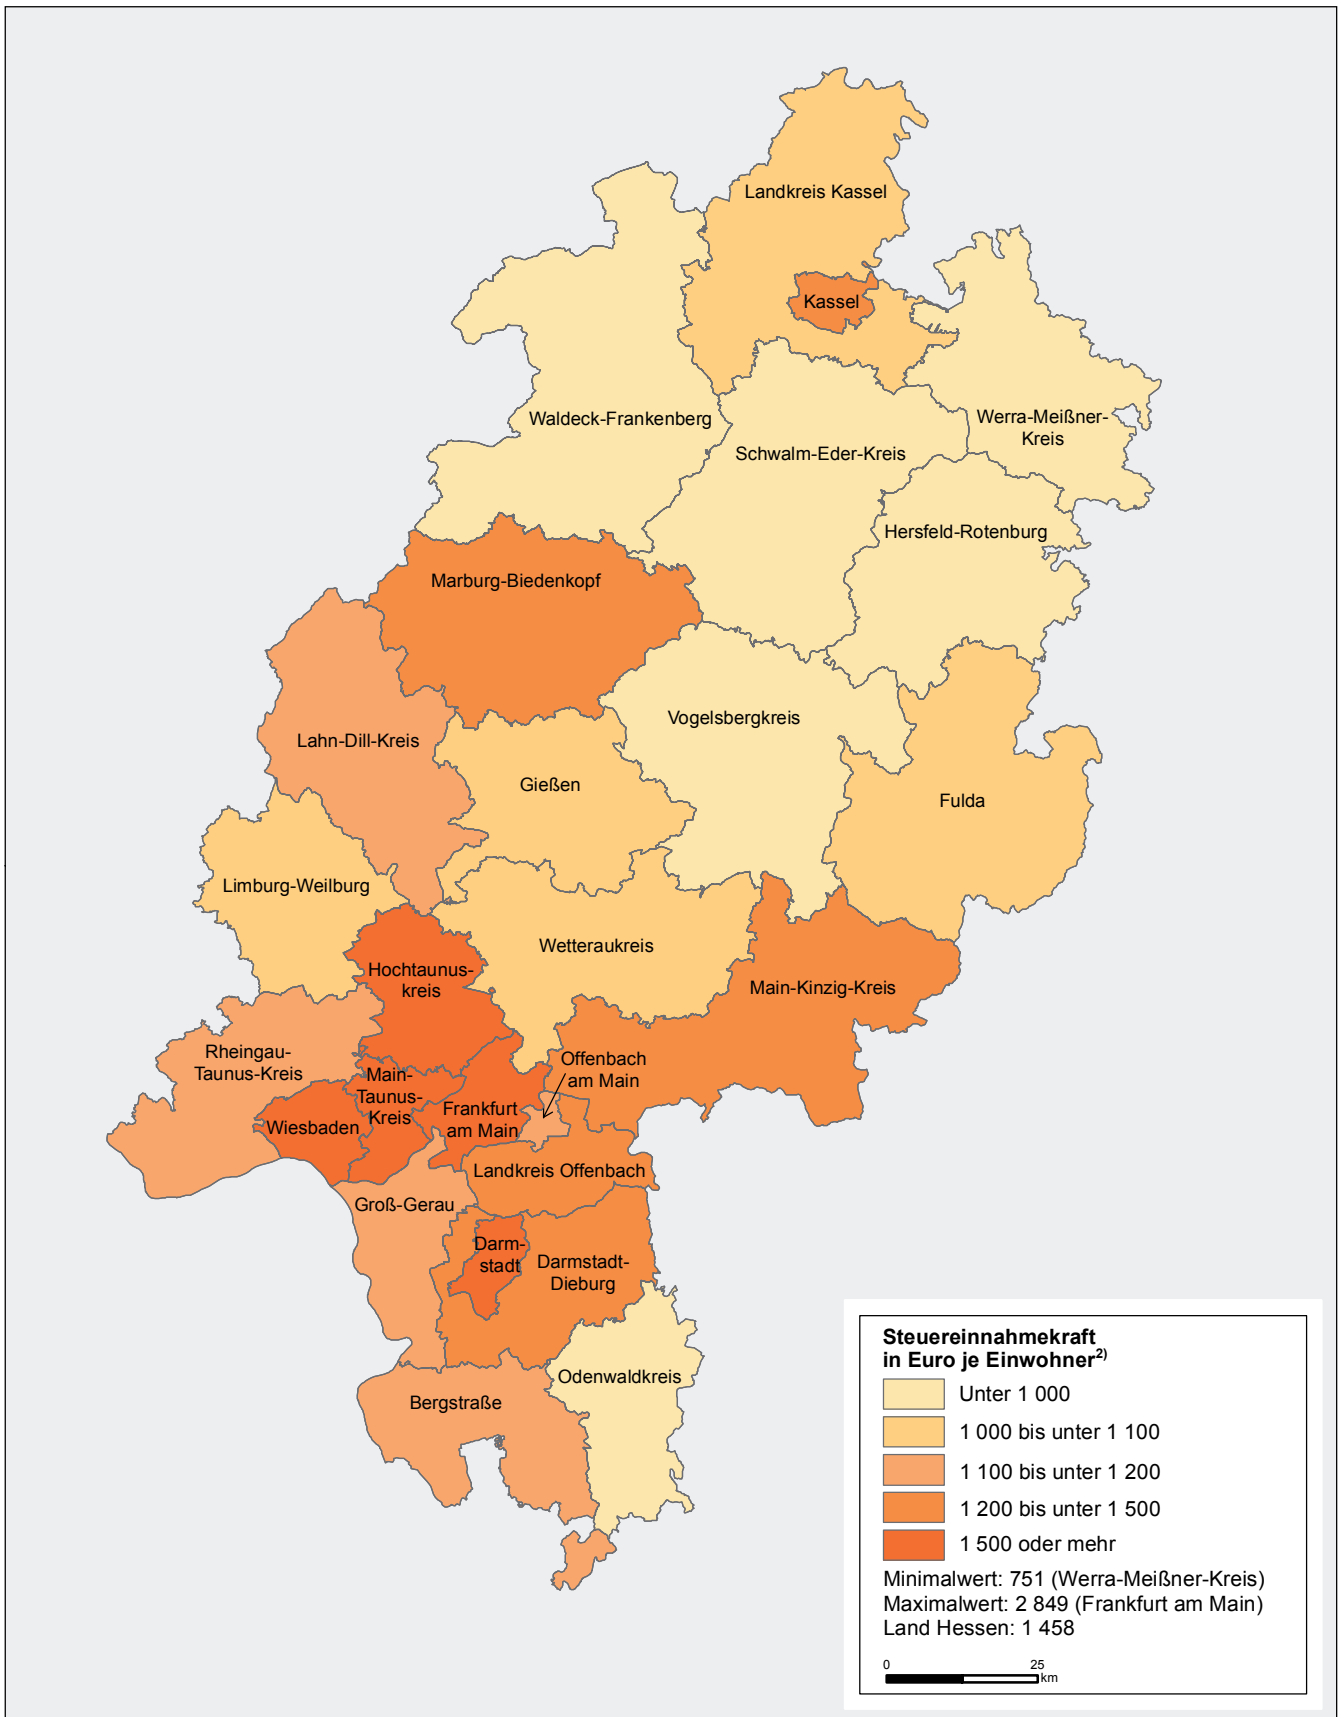 Landkreis Kassel
Kassel
Waldeck-Frankenberg
Werra-Meißner-
Kreis
Schwalm-Eder-Kreis
Hersfeld-Rotenburg
Marburg-Biedenkopf
Vogelsbergkreis
Lahn-Dill-Kreis
Gießen
Fulda
Limburg-Weilburg
Wetteraukreis
Hochtaunus-
kreis
Main-Kinzig-Kreis
Rheingau-
Taunus-Kreis
Offenbach
am Main
Main-
Taunus-
Kreis
Frankfurt
am Main
Wiesbaden
Landkreis Offenbach
Groß-Gerau
Darm-
stadt
Darmstadt-
Dieburg
Odenwaldkreis
Bergstraße
Steuereinnahmekraft
in Euro je Einwohner2)
Unter 1 000
1 000 bis unter 1 100
1 100 bis unter 1 200
1 200 bis unter 1 500
1 500 oder mehr
Minimalwert: 751 (Werra-Meißner-Kreis)
Maximalwert: 2 849 (Frankfurt am Main)
Land Hessen: 1 458
0 25
km